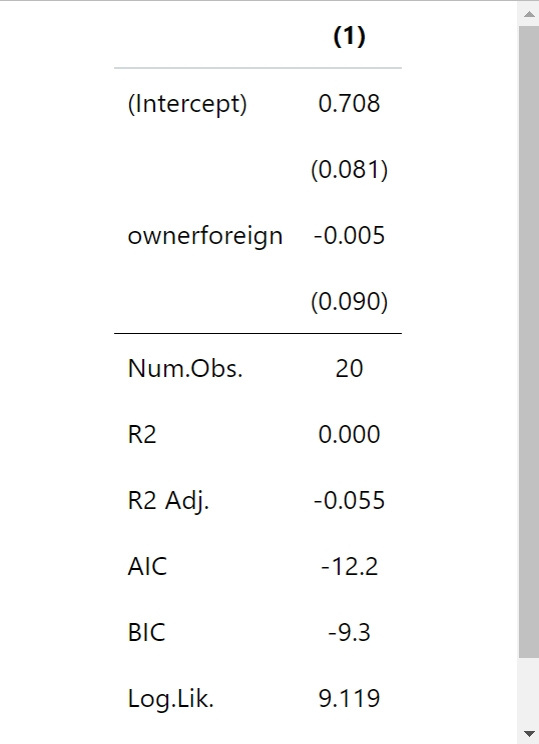 (1)
(Intercept) 0.708
(0.081)
ownerforeign -0.005
(0.090)
Num.Obs. 20
R2 0.000
R2 Adj. -0.055
AIC -12.2
BIC -9.3
Log.Lik. 9.119